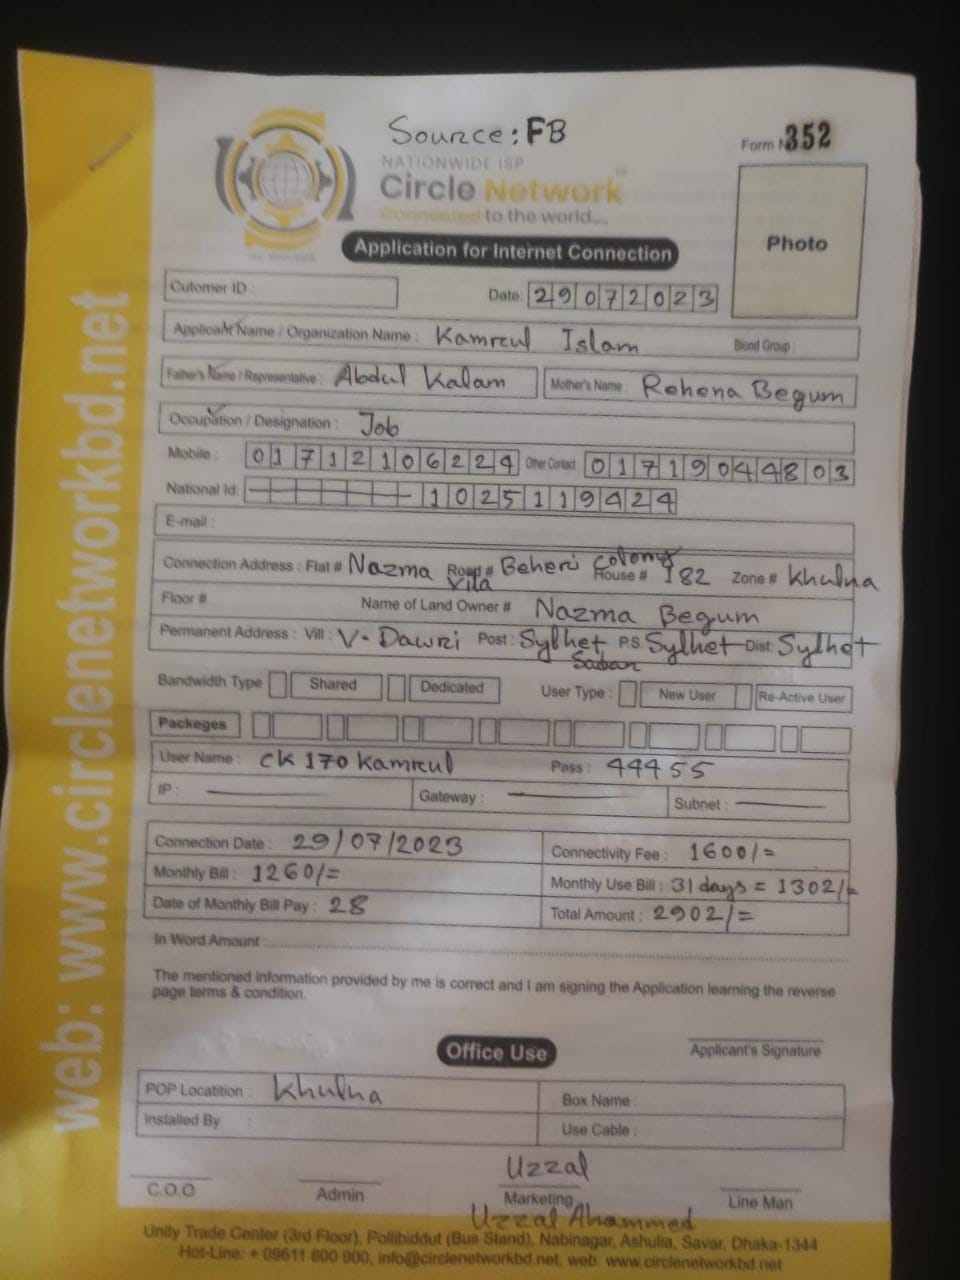 Source: FB
Form N 352
NATIONWIDE iSP
Circle Network
Connected to the world...
Photo
Application for Internet Connection
Cutomer ID :
Date: 29072023
Applicant Name / Organization Name : Kamrul Islam Blood Group :
Father's Name / Representative : Abdul Kalam Mother's Name : Rehena Begum
Occupation / Designation : Job
Mobile : 01712106224 Other Contact : 01719044803
National Id: 1025119424
E-mail :
Connection Address : Flat # Nazma Vila Road # Beheri Colony House # 182 Zone # Khulna
Floor # Name of Land Owner # Nazma Begum
Permanent Address : Vill : V. Dawri Post : Sylhet Sadar P.S. Sylhet Dist: Sylhet
Bandwidth Type Shared Dedicated User Type : New User Re-Active User
Packeges
User Name : CK170Kamrul Pass : 44455
IP : Gateway : Subnet :
Connection Date : 29/07/2023 Connectivity Fee : 1600/=
Monthly Bill : 1260/= Monthly Use Bill : 31 days = 1302/=
Date of Monthly Bill Pay : 28 Total Amount : 2902/=
In Word Amount :
The mentioned information provided by me is correct and I am signing the Application learning the reverse
page terms & condition.
Applicant's Signature
Office Use
POP Locatition : Khulna Box Name :
Installed By : Use Cable :
Uzzal
C.O.O Admin Marketing Line Man
Uzzal Ahammed
Unity Trade Center (3rd Floor), Pollibiddut (Bus Stand), Nabinagar, Ashulia, Savar, Dhaka-1344
Hot-Line: + 09611 800 900, info@circlenetworkbd.net, web: www.circlenetworkbd.net
web: www.circlenetworkbd.net